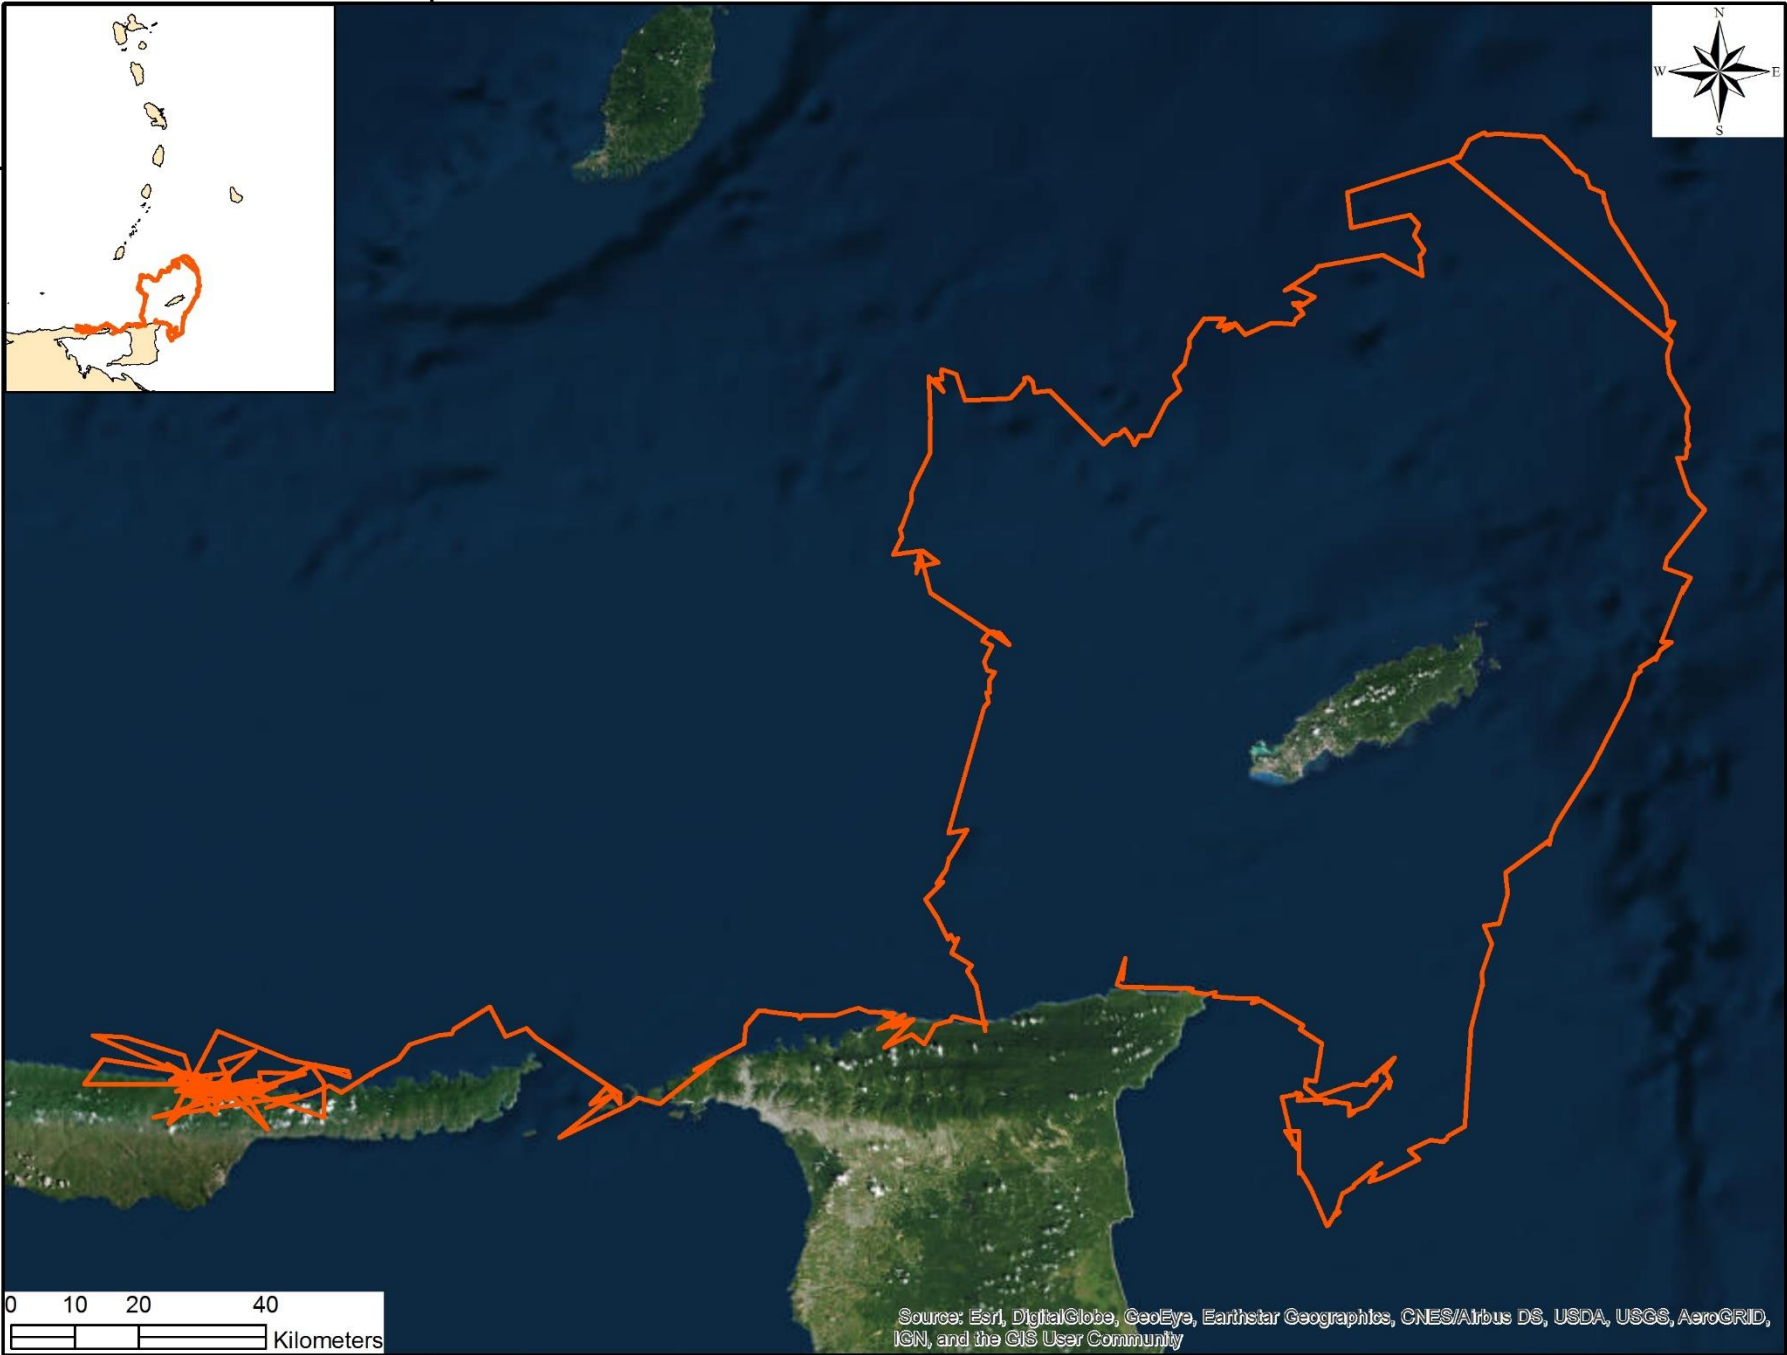 N
W E
S
0 10 20 40
Kilometers
Source: Esri, DigitalGlobe, GeoEye, Earthstar Geographics, CNES/Airbus DS, USDA, USGS, AeroGRID,
IGN, and the GIS User Community